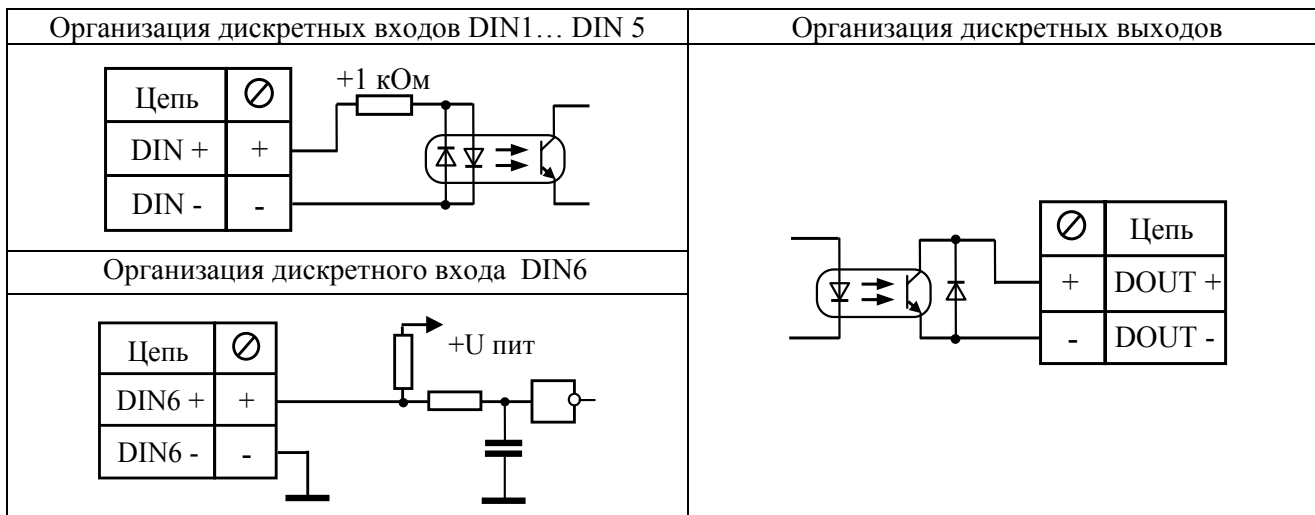 Организация дискретных входов DIN1… DIN 5
+1 кОм
Цепь
DIN + +
DIN - -
Организация дискретного входа DIN6
+U пит
Цепь
DIN6 + +
DIN6 - -
Организация дискретных выходов
Цепь
+ DOUT +
- DOUT -